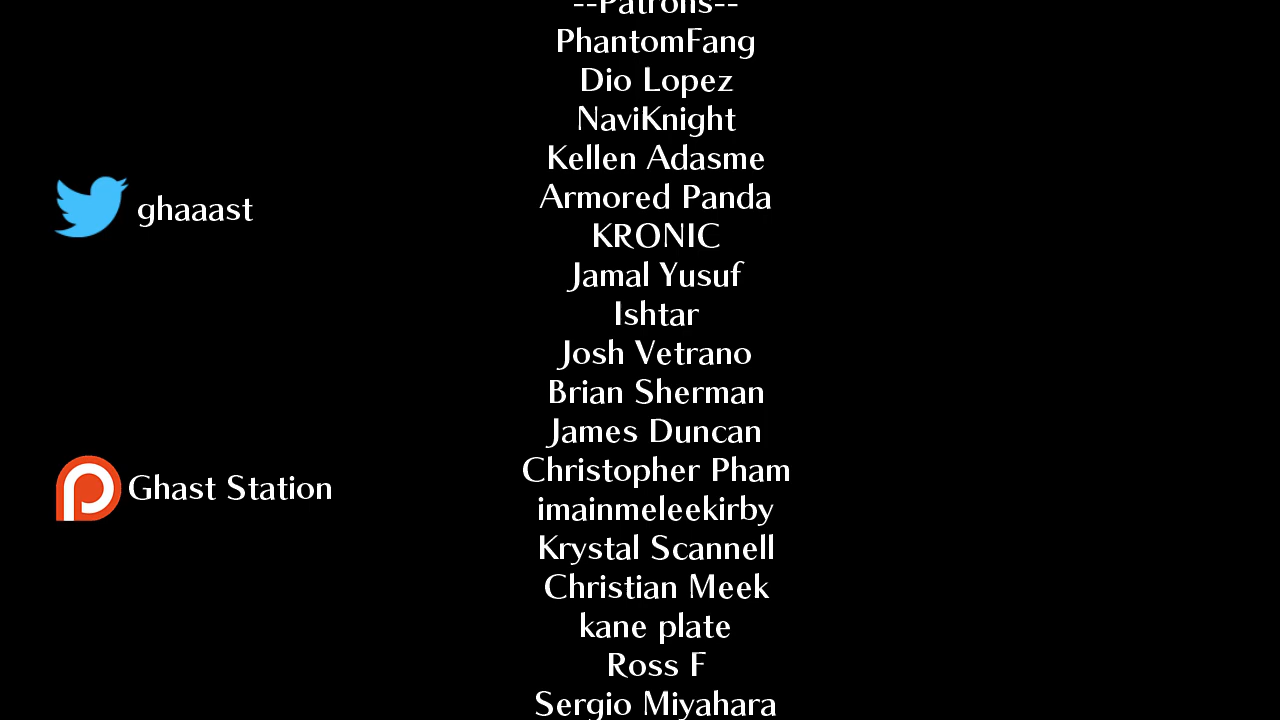 --Patrons--
PhantomFang
Dio Lopez
NaviKnight
Kellen Adasme
Armored Panda
KRONIC
Jamal Yusuf
Ishtar
Josh Vetrano
Brian Sherman
James Duncan
Christopher Pham
imainmeleekirby
Krystal Scannell
Christian Meek
kane plate
Ross F
Sergio Miyahara
ghaaast
Ghast Station